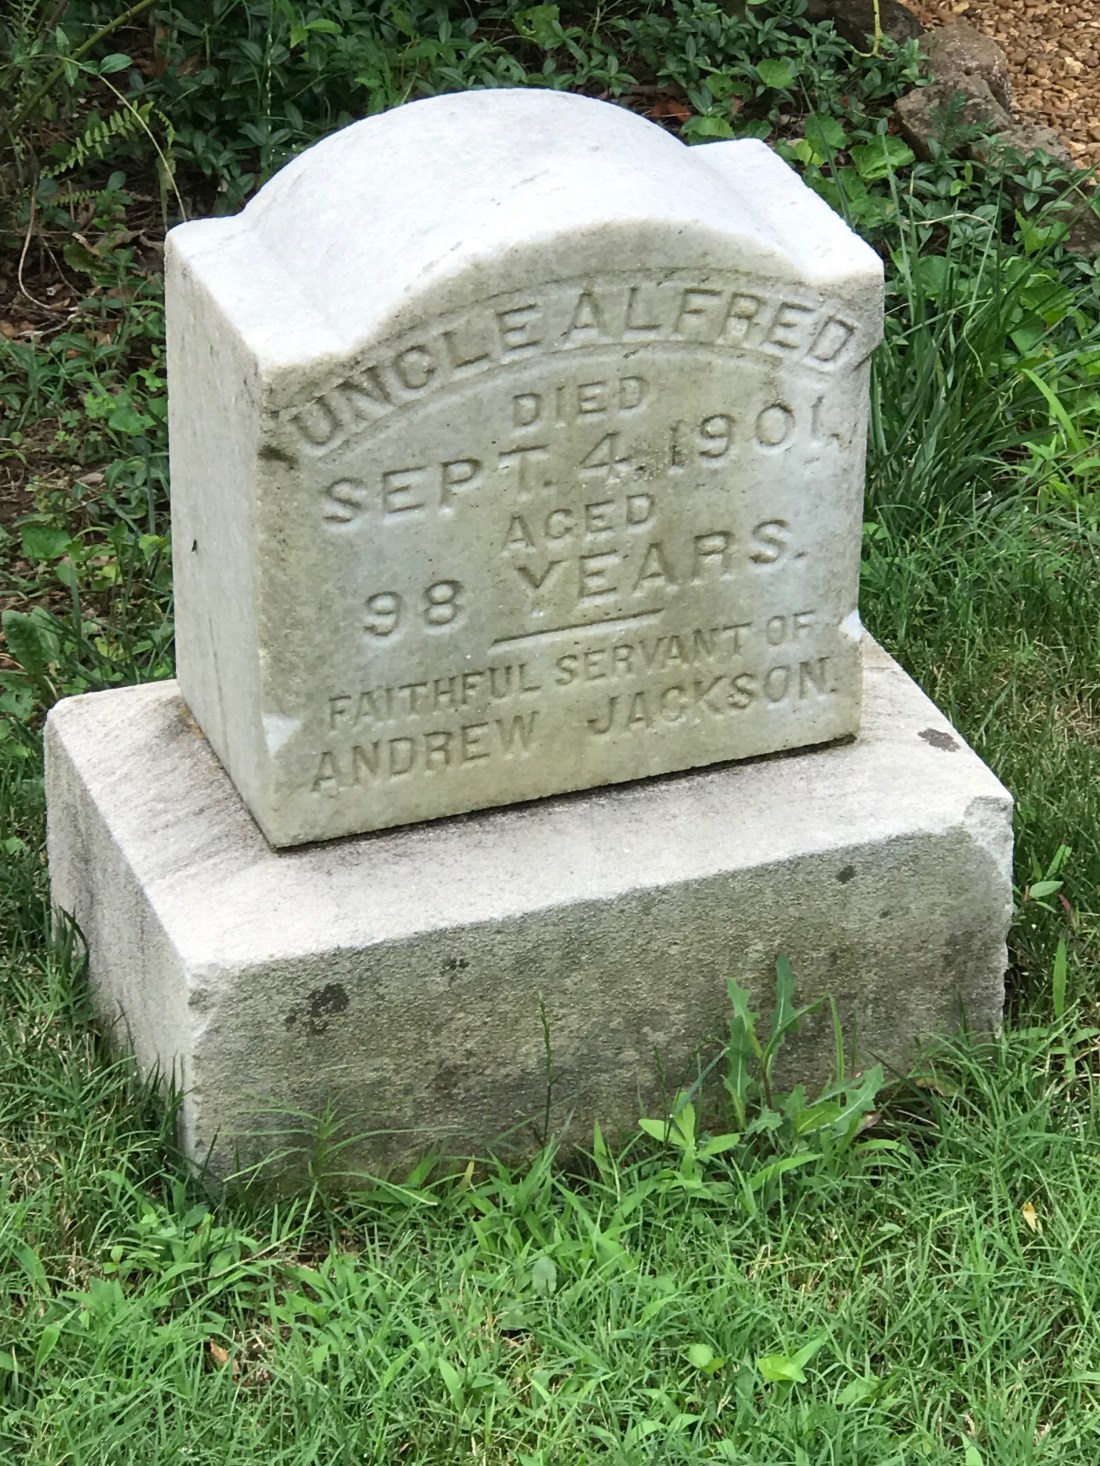 UNCLE ALFRED
DIED
SEPT. 4. 1901.
AGED
98 YEARS.
FAITHFUL SERVANT OF
ANDREW JACKSON.